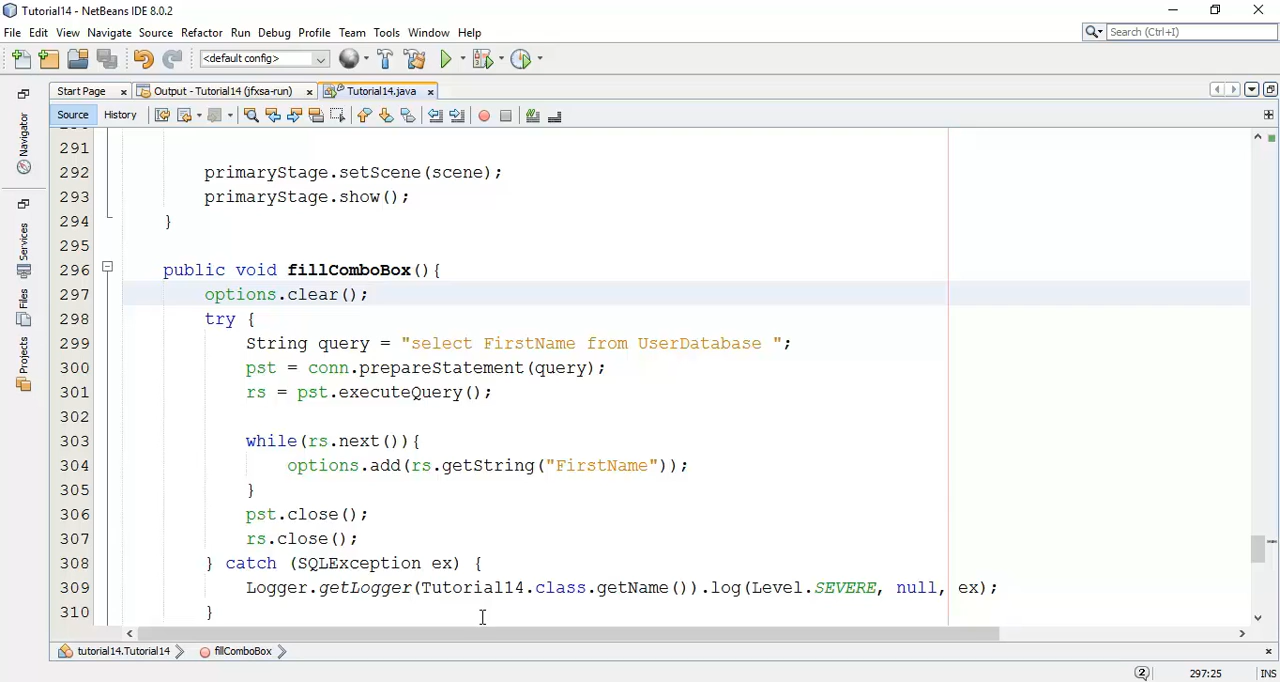 Tutorial14 - NetBeans IDE 8.0.2
File Edit View Navigate Source Refactor Run Debug Profile Team Tools Window Help
Search (Ctrl+I)
<default config>
Start Page Output - Tutorial14 (jfxsa-run) Tutorial14.java
Source History
Navigator
Services
Files
Projects
291
292 primaryStage.setScene(scene);
293 primaryStage.show();
294 }
295
296 public void fillComboBox(){
297 options.clear();
298 try {
299 String query = "select FirstName from UserDatabase ";
300 pst = conn.prepareStatement(query);
301 rs = pst.executeQuery();
302
303 while(rs.next()){
304 options.add(rs.getString("FirstName"));
305 }
306 pst.close();
307 rs.close();
308 } catch (SQLException ex) {
309 Logger.getLogger(Tutorial14.class.getName()).log(Level.SEVERE, null, ex);
310 }
tutorial14.Tutorial14 fillComboBox
2 297:25 INS